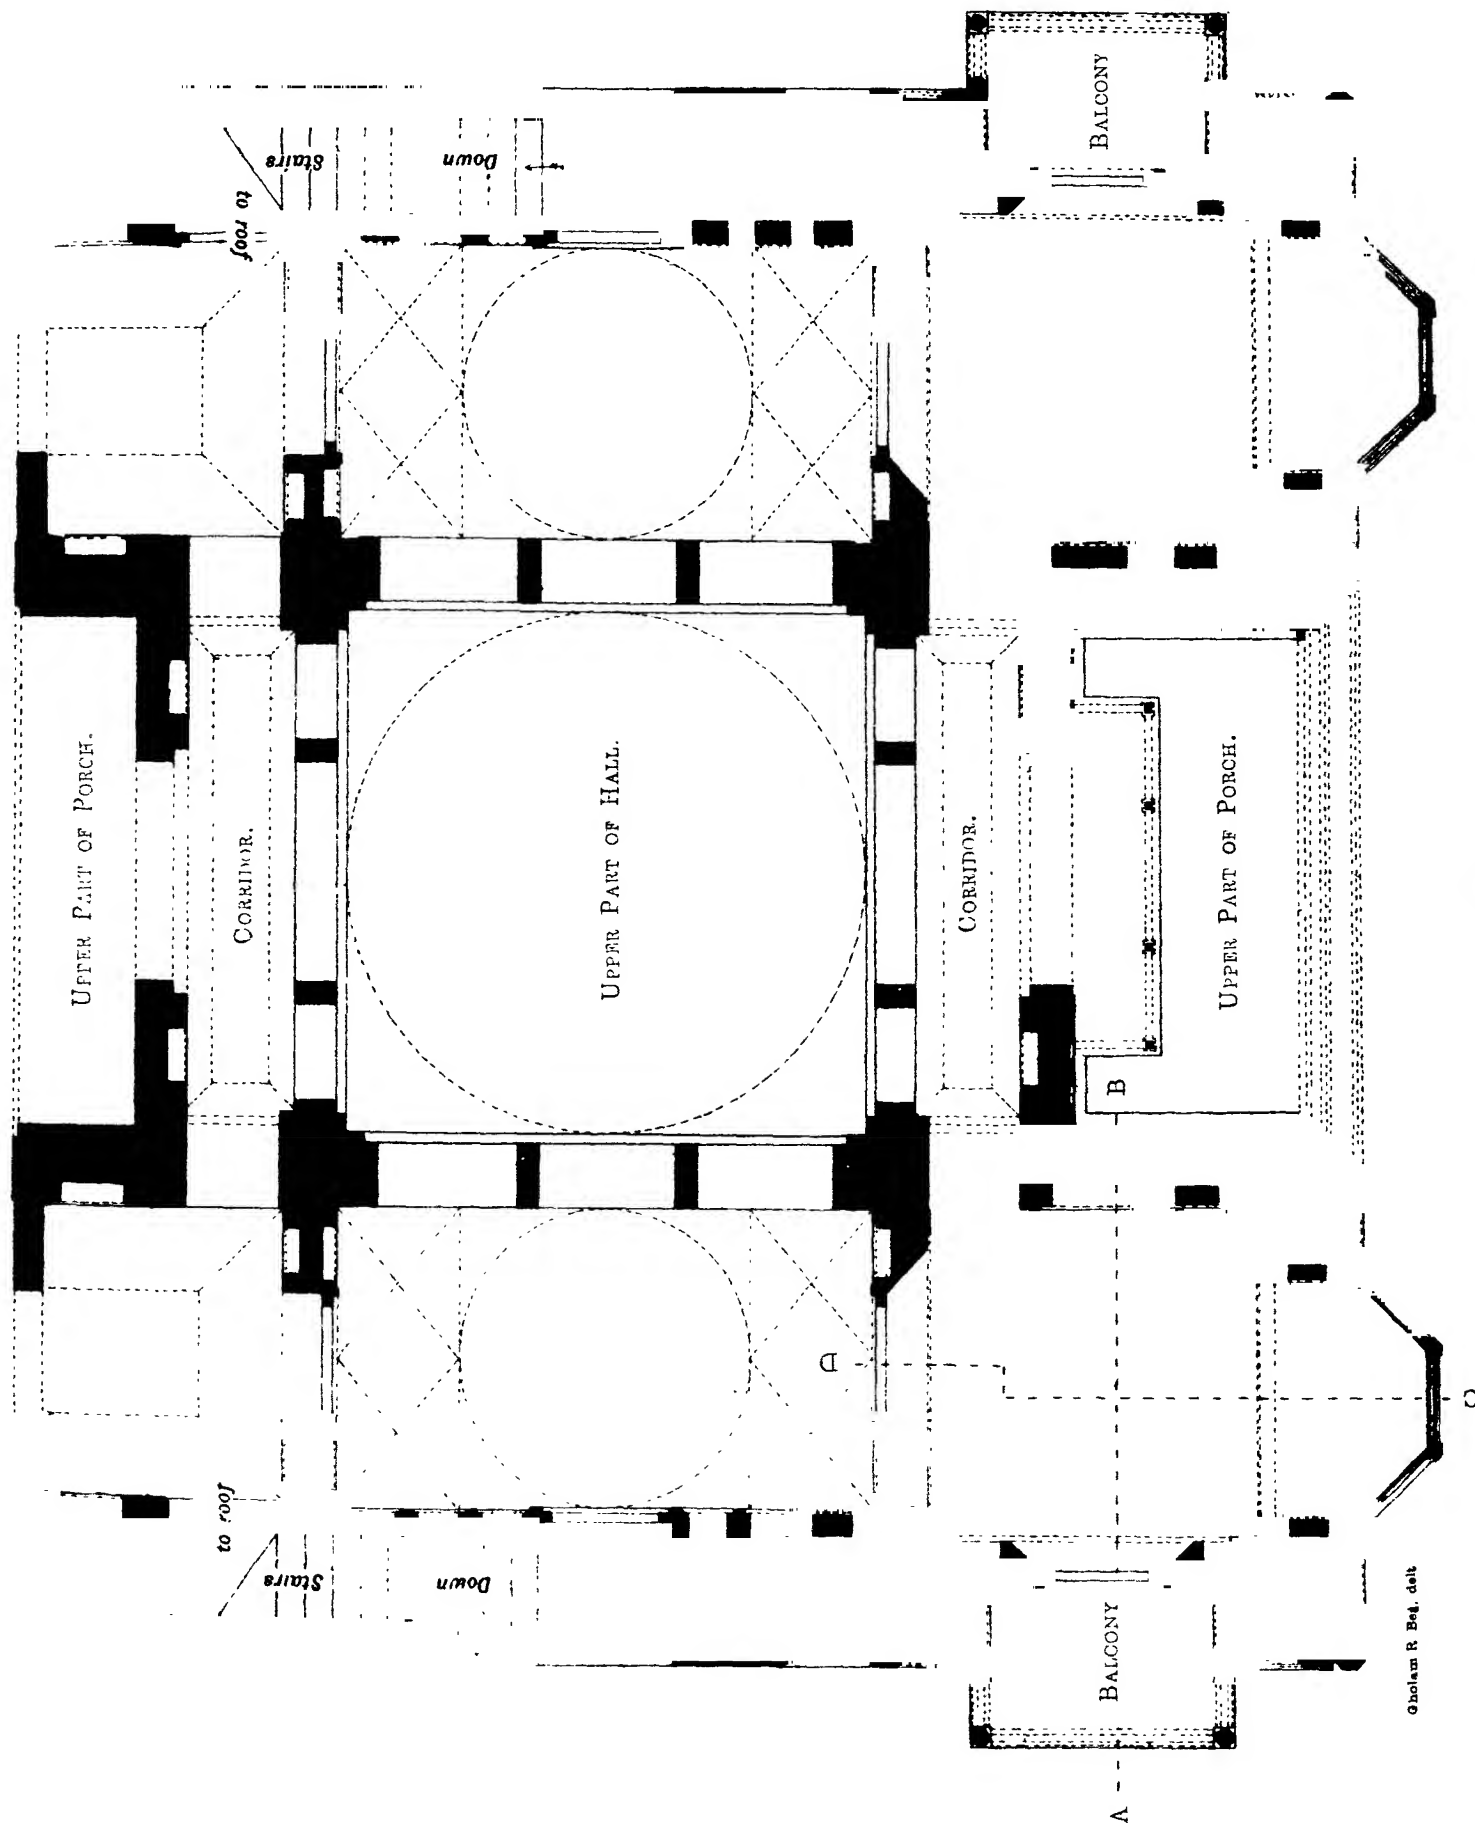 UPPER PART OF PORCH.
CORRIDOR.
UPPER PART OF HALL.
CORRIDOR.
UPPER PART OF PORCH.
BALCONY
BALCONY
Stairs
Down
to roof
Stairs
Down
to roof
A
B
C
D
Gholam R Beg, delt